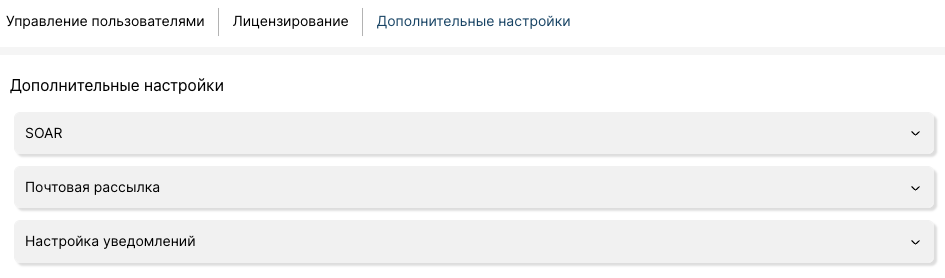 Управление пользователями Лицензирование Дополнительные настройки
Дополнительные настройки
SOAR
Почтовая рассылка
Настройка уведомлений